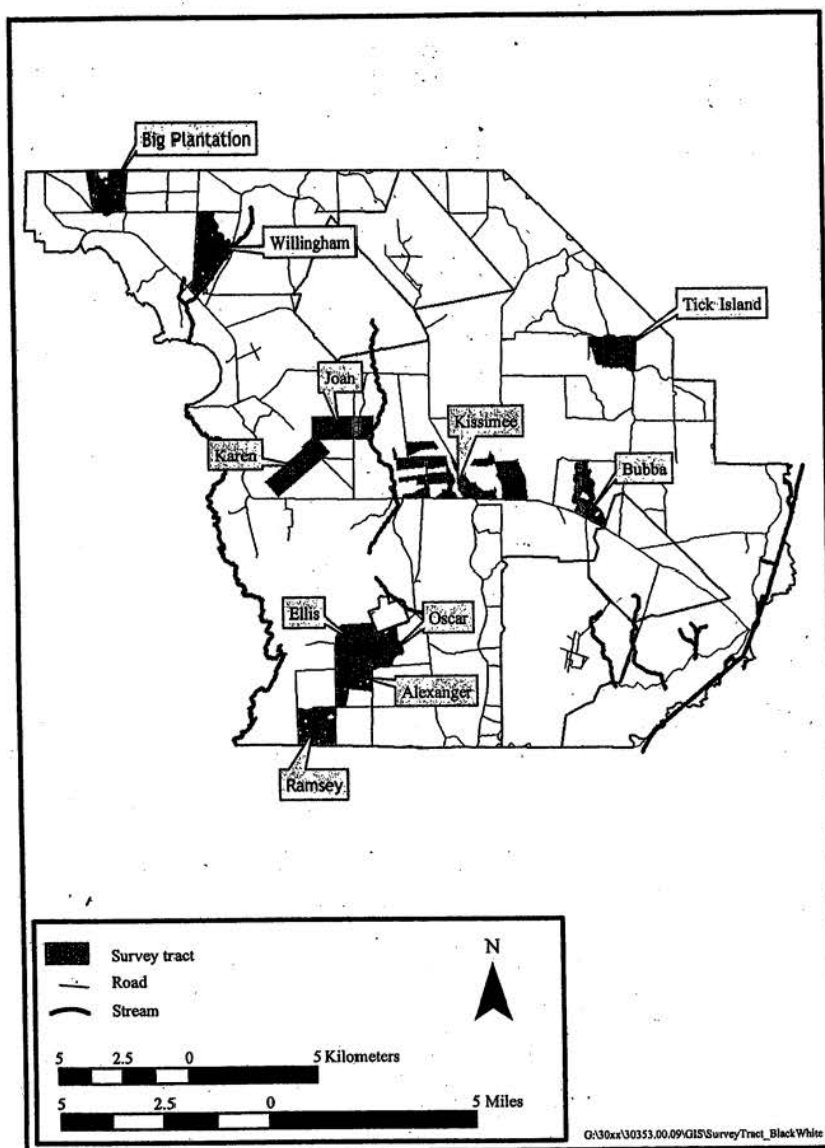 Big Plantation
Willingham
Tick Island
Joan
Kissimee
Karen
Bubba
Ellis
Oscar
Alexanger
Ramsey
Survey tract
Road
Stream
N
5 2.5 0 5 Kilometers
5 2.5 0 5 Miles
G:\30xx\30353.00.09\GIS\SurveyTract_BlackWhite